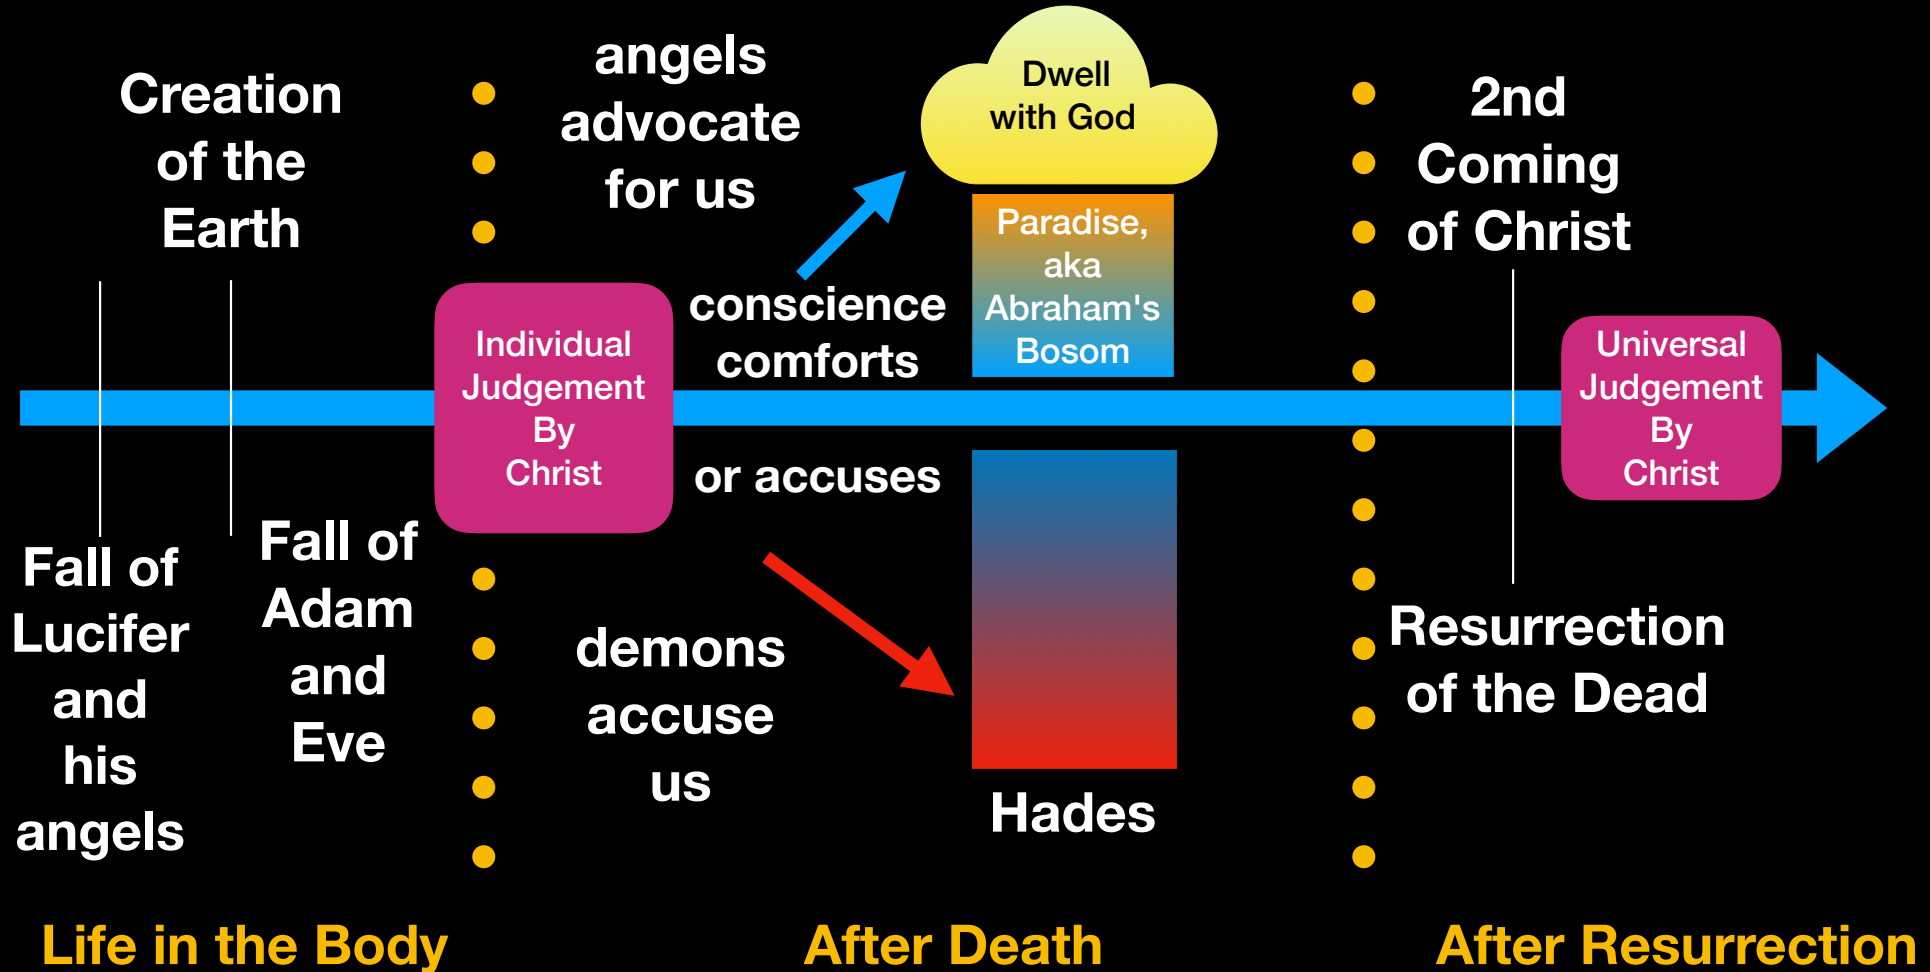 Creation
of the
Earth
Fall of
Lucifer
and
his
angels
Fall of
Adam
and
Eve
Individual
Judgement
By
Christ
angels
advocate
for us
conscience
comforts
or accuses
demons
accuse
us
Dwell
with God
Paradise,
aka
Abraham's
Bosom
Hades
2nd
Coming
of Christ
Resurrection
of the Dead
Universal
Judgement
By
Christ
Life in the Body
After Death
After Resurrection